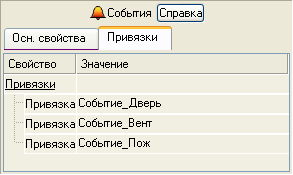 События Справка
Осн. свойства Привязки
Свойство Значение
Привязки
Привязка Событие_Дверь
Привязка Событие_Вент
Привязка Событие_Пож